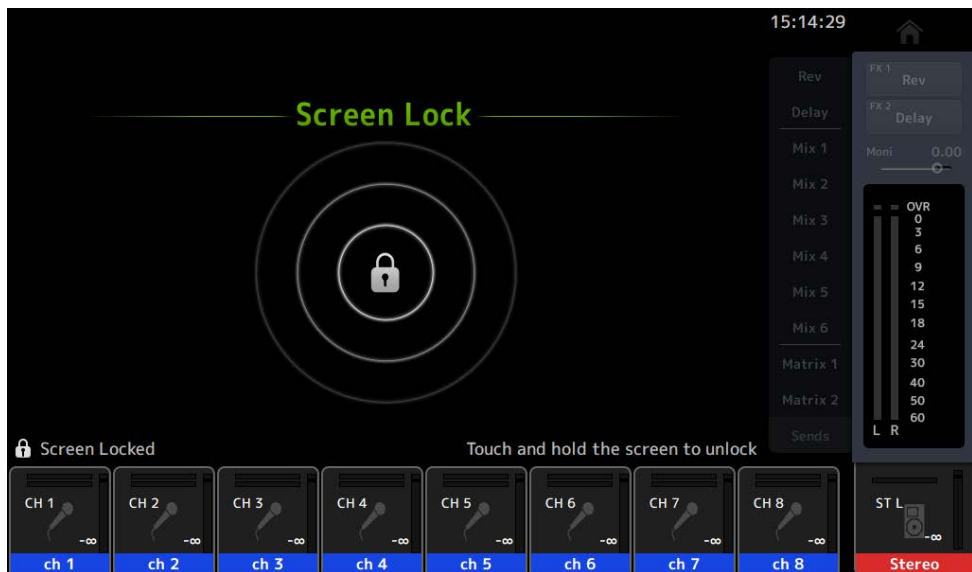 15:14:29
Screen Lock
Rev
Delay
Mix 1
Mix 2
Mix 3
Mix 4
Mix 5
Mix 6
Matrix 1
Matrix 2
Sends
FX 1
Rev
FX 2
Delay
Moni 0.00
OVR
0
3
6
9
12
15
18
24
30
40
50
60
L R
Screen Locked
Touch and hold the screen to unlock
CH 1
-∞
ch 1
CH 2
-∞
ch 2
CH 3
-∞
ch 3
CH 4
-∞
ch 4
CH 5
-∞
ch 5
CH 6
-∞
ch 6
CH 7
-∞
ch 7
CH 8
-∞
ch 8
ST L
-∞
Stereo